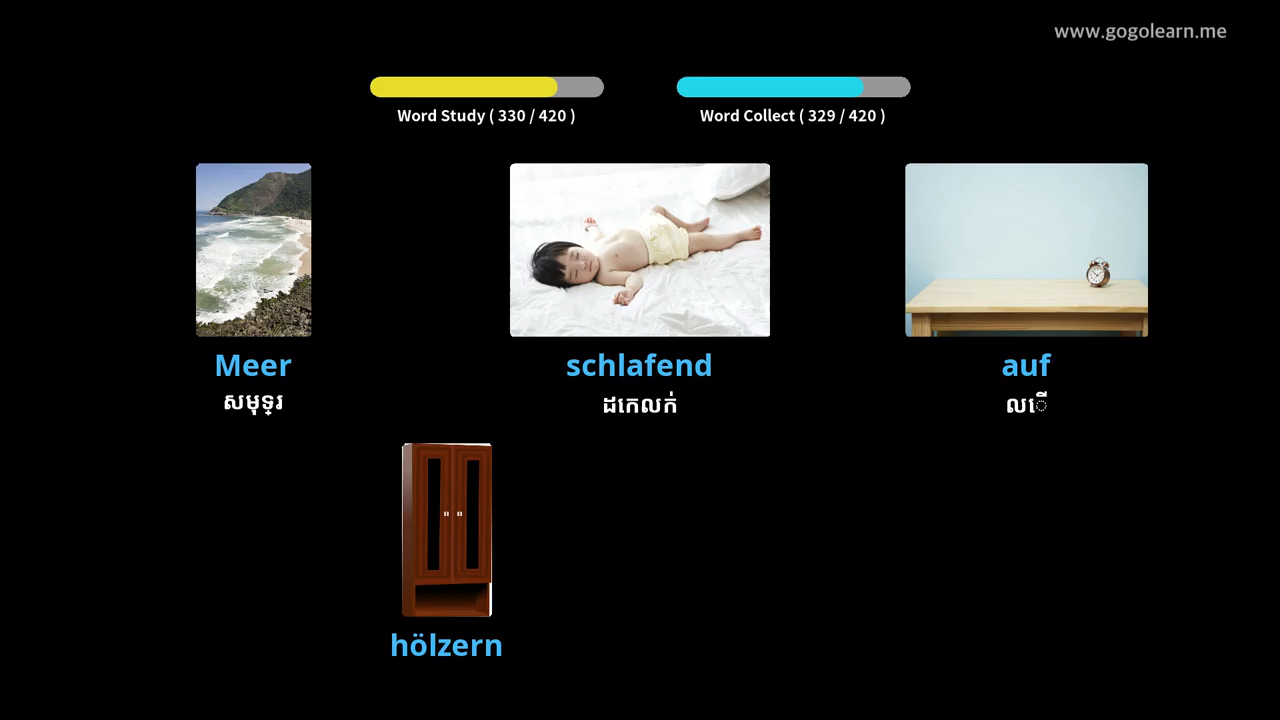 www.gogolearn.me
Word Study ( 330 / 420 )
Word Collect ( 329 / 420 )
Meer
សមុទ្រ
schlafend
ដេកលក់
auf
លើ
hölzern